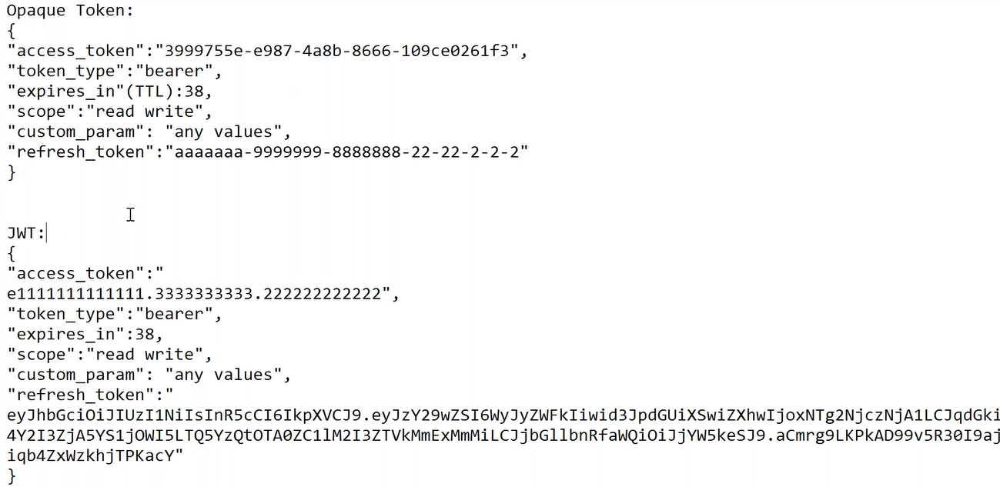 Opaque Token:
{
"access_token":"3999755e-e987-4a8b-8666-109ce0261f3",
"token_type":"bearer",
"expires_in"(TTL):38,
"scope":"read write",
"custom_param": "any values",
"refresh_token":"aaaaaaa-9999999-8888888-22-22-2-2-2"
}
JWT:
{
"access_token":"
e1111111111111.3333333333.222222222222",
"token_type":"bearer",
"expires_in":38,
"scope":"read write",
"custom_param": "any values",
"refresh_token":"
eyJhbGciOiJIUzI1NiIsInR5cCI6IkpXVCJ9.eyJzY29wZSI6WyJyZWFkIiwid3JpdGUiXSwiZXhwIjoxNTg2NjczNjA1LCJqdGki
4Y2I3ZjA5YS1jOWI5LTQ5YzQtOTA0ZC1lM2I3ZTVkMmExMmMiLCJjbGllbnRfaWQiOiJjYW5keSJ9.aCmrg9LKPkAD99v5R30I9aj
iqb4ZxWzkhjTPKacY"
}